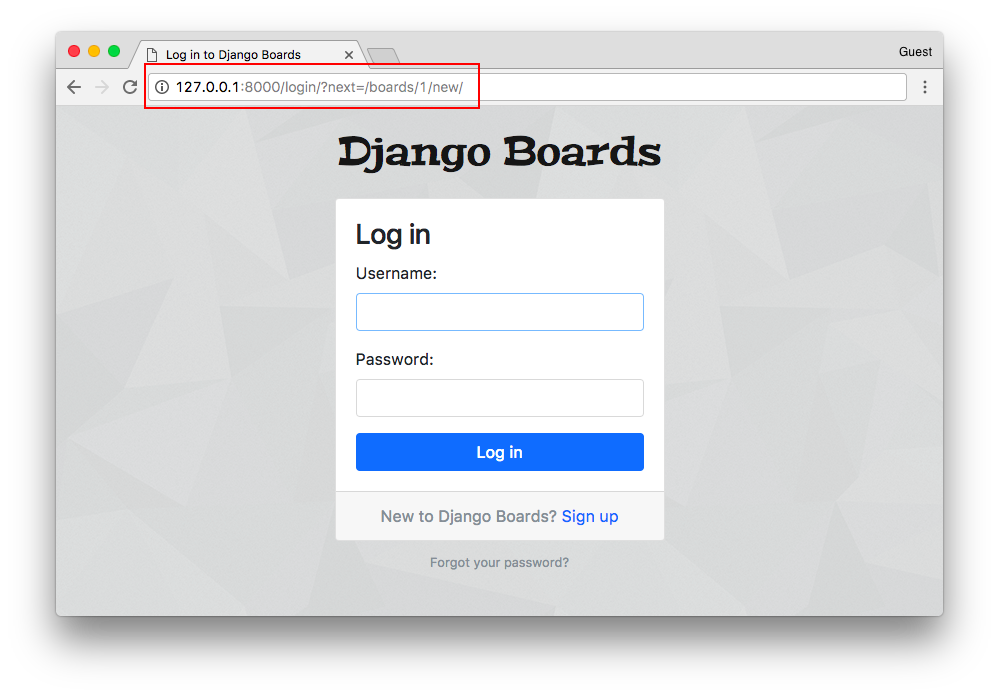 Log in to Django Boards
Guest
127.0.0.1:8000/login/?next=/boards/1/new/
Django Boards
Log in
Username:
Password:
Log in
New to Django Boards? Sign up
Forgot your password?